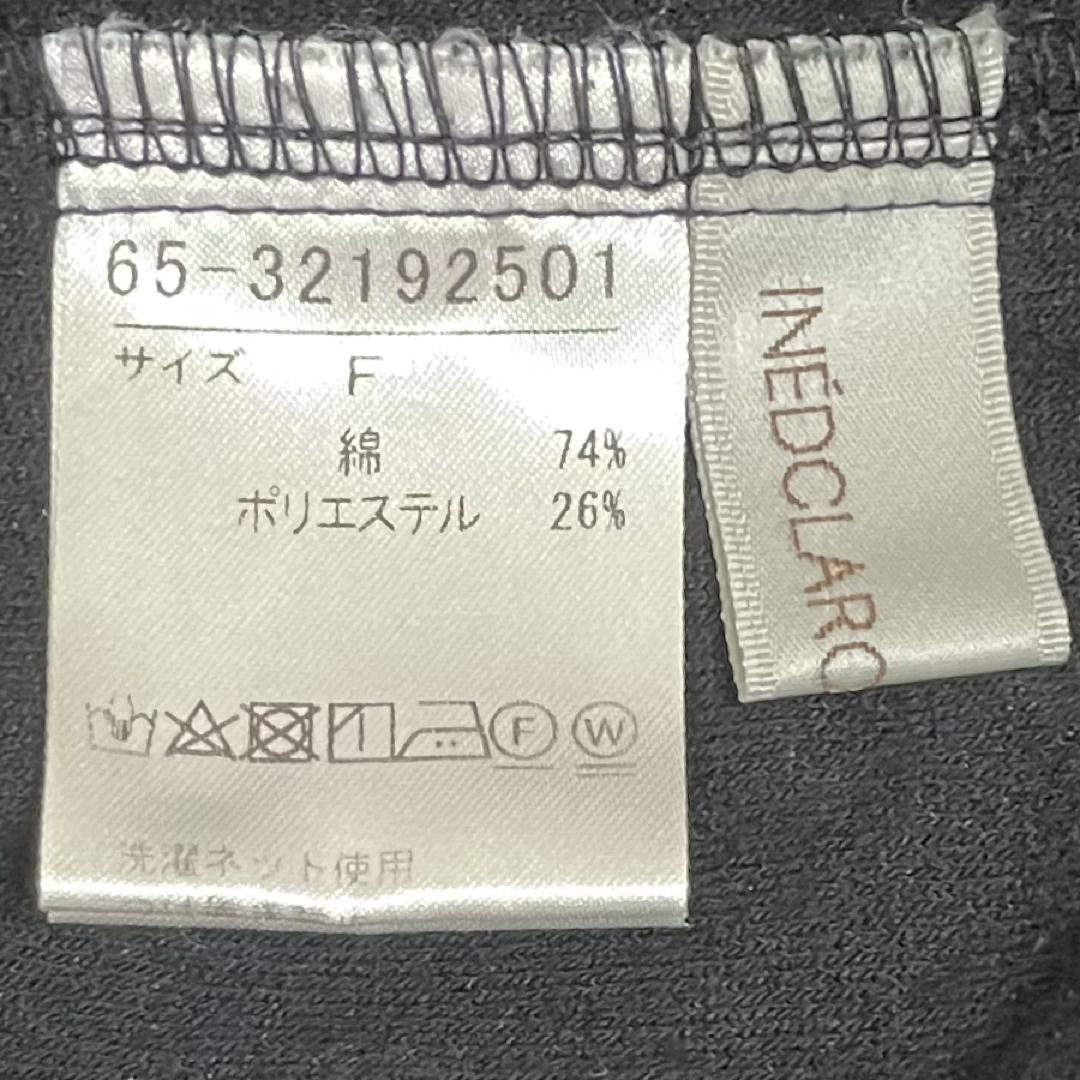 65-32192501
サイズ F
綿 74%
ポリエステル 26%
F W
洗濯ネット使用
INÉDCLARO